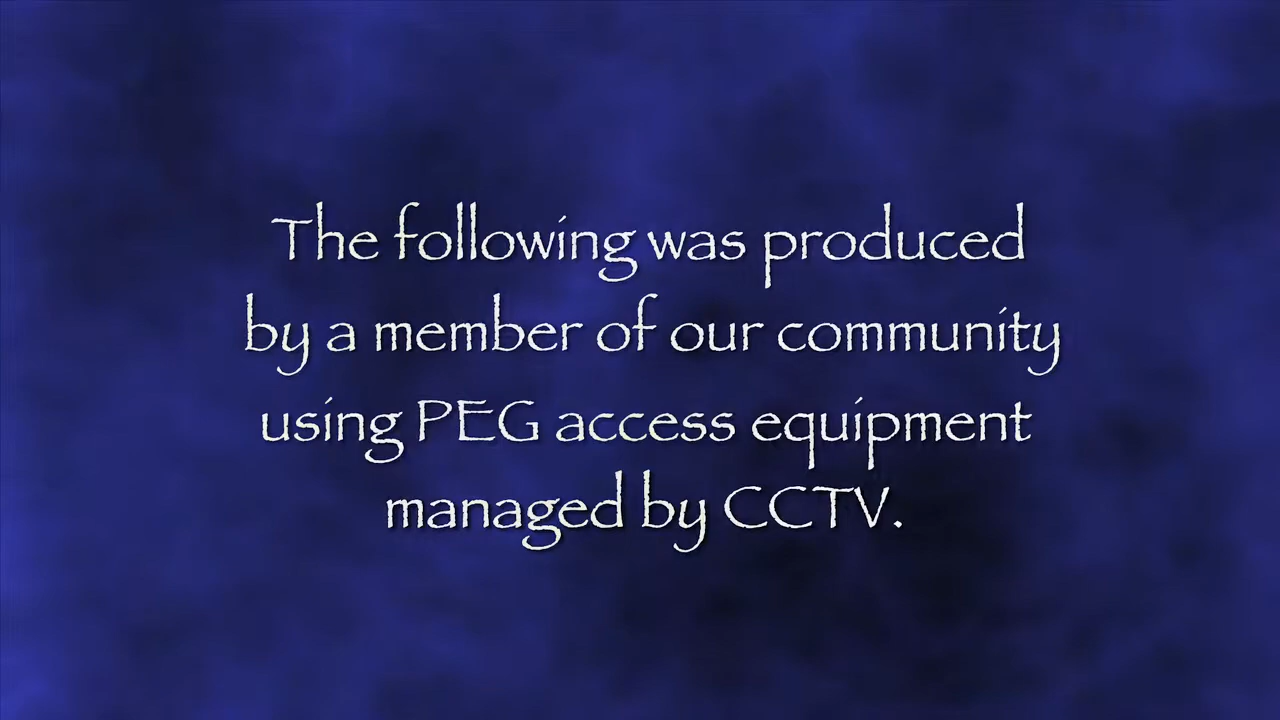 The following was produced
by a member of our community
using PEG access equipment
managed by CCTV.